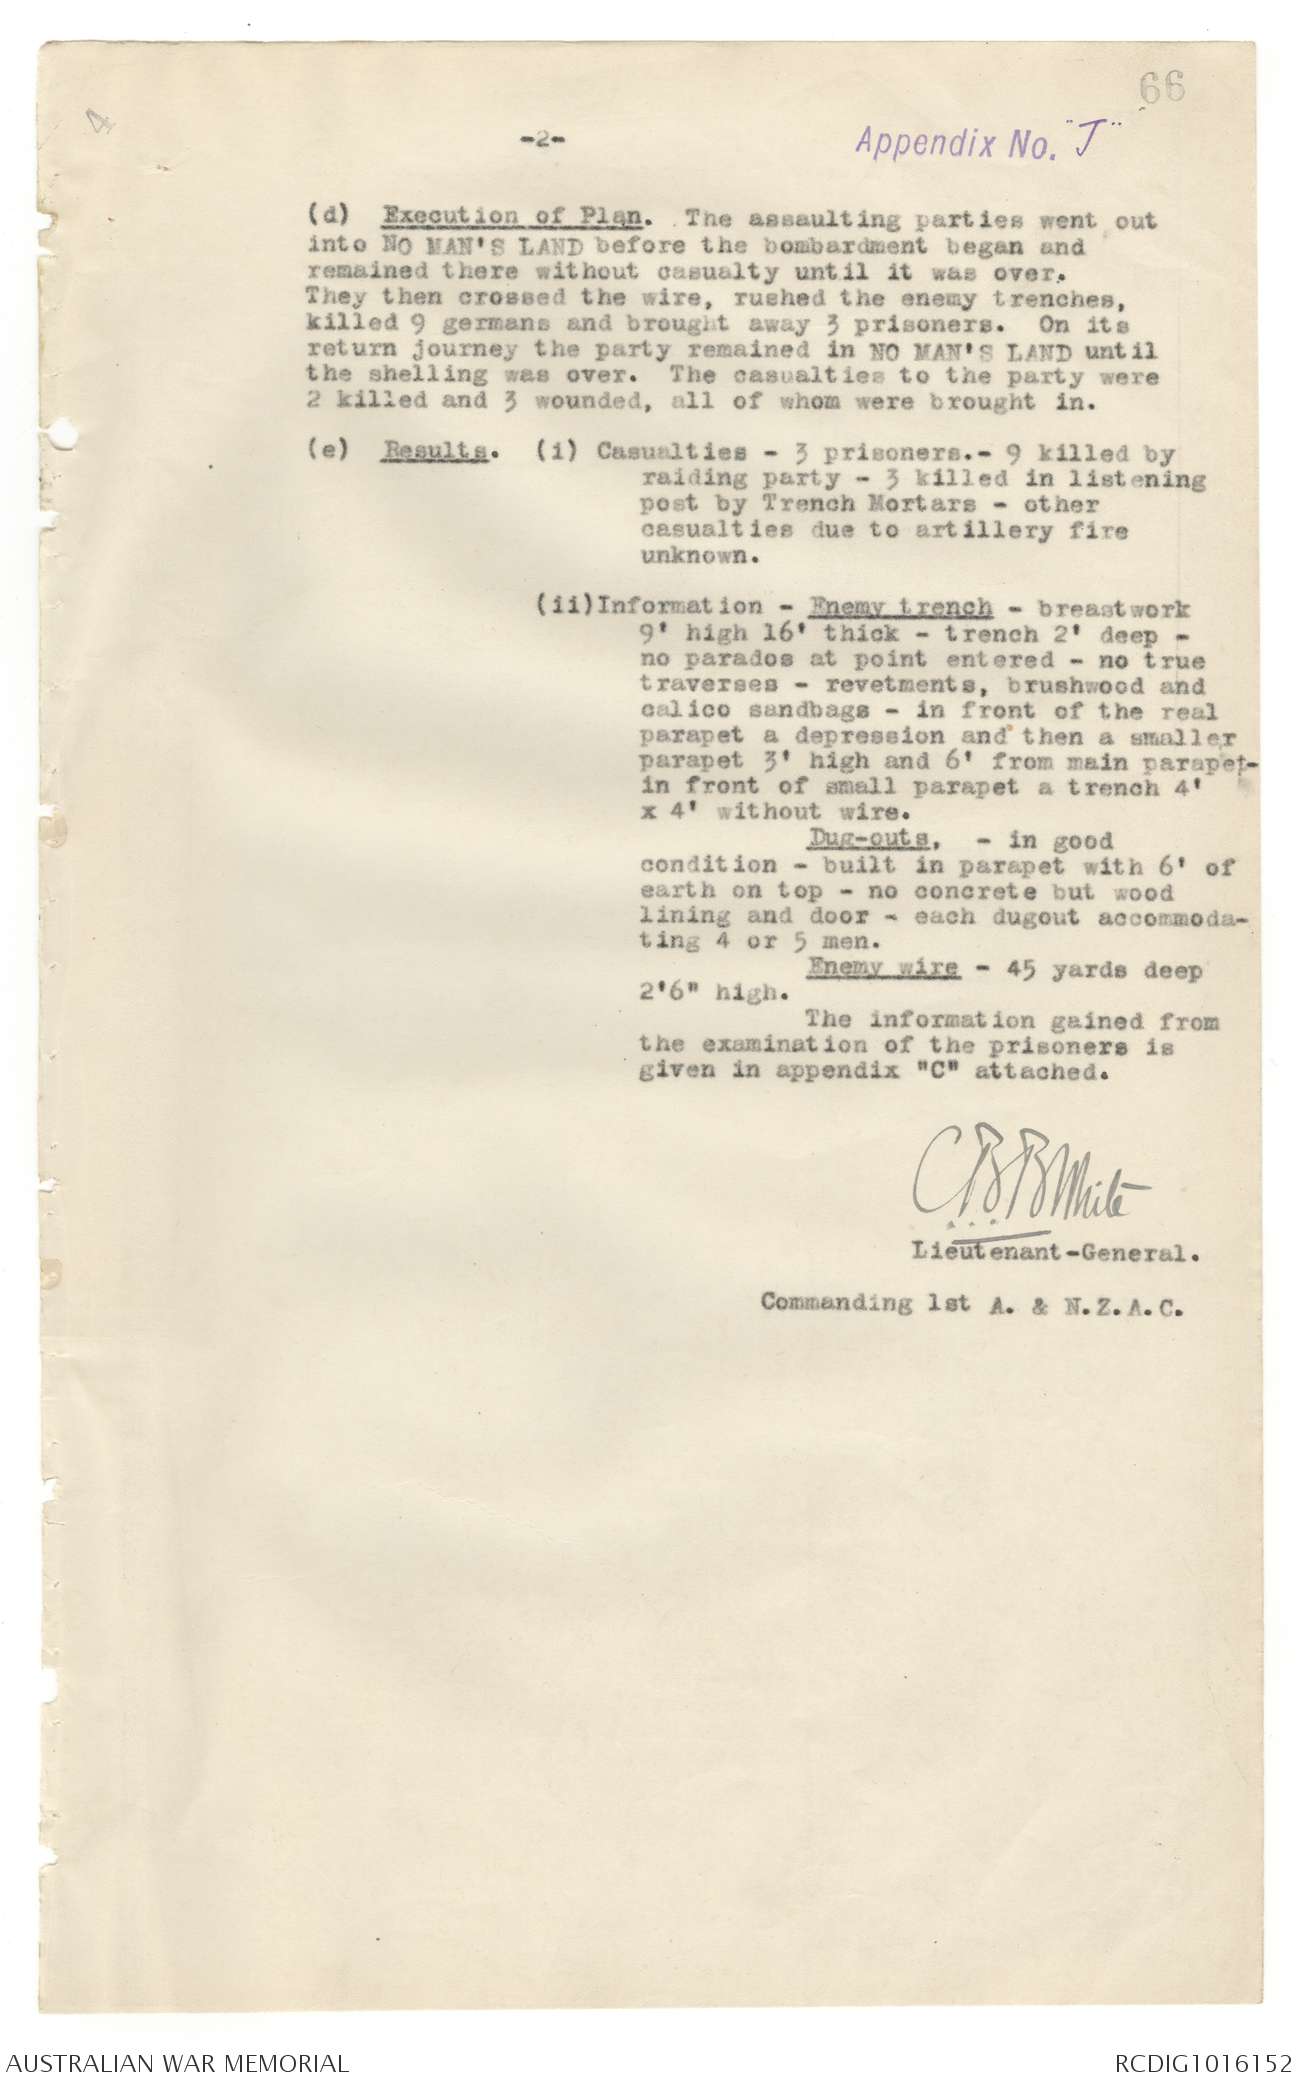 66
4
-2-
Appendix No. "J"
(d) Execution of Plan. The assaulting parties went out
into NO MAN'S LAND before the bombardment began and
remained there without casualty until it was over.
They then crossed the wire, rushed the enemy trenches,
killed 9 germans and brought away 3 prisoners. On its
return journey the party remained in NO MAN'S LAND until
the shelling was over. The casualties to the party were
2 killed and 3 wounded, all of whom were brought in.
(e) Results. (i) Casualties - 3 prisoners.- 9 killed by
raiding party - 3 killed in listening
post by Trench Mortars - other
casualties due to artillery fire
unknown.
(ii)Information - Enemy trench - breastwork
9' high 16' thick - trench 2' deep -
no parados at point entered - no true
traverses - revetments, brushwood and
calico sandbags - in front of the real
parapet a depression and then a smaller
parapet 3' high and 6' from main parapet-
in front of small parapet a trench 4'
x 4' without wire.
Dug-outs, - in good
condition - built in parapet with 6' of
earth on top - no concrete but wood
lining and door - each dugout accommoda-
ting 4 or 5 men.
Enemy wire - 45 yards deep
2'6" high.
The information gained from
the examination of the prisoners is
given in appendix "C" attached.
C B B White
Lieutenant-General.
Commanding 1st A. & N.Z.A.C.
AUSTRALIAN WAR MEMORIAL
RCDIG1016152